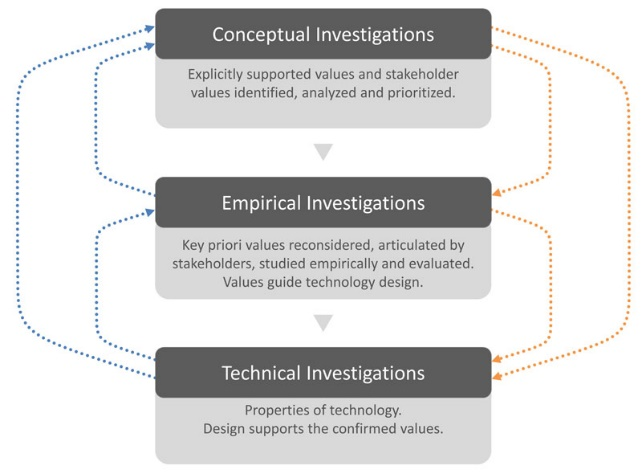 Conceptual Investigations
Explicitly supported values and stakeholder
values identified, analyzed and prioritized.
Empirical Investigations
Key priori values reconsidered, articulated by
stakeholders, studied empirically and evaluated.
Values guide technology design.
Technical Investigations
Properties of technology.
Design supports the confirmed values.